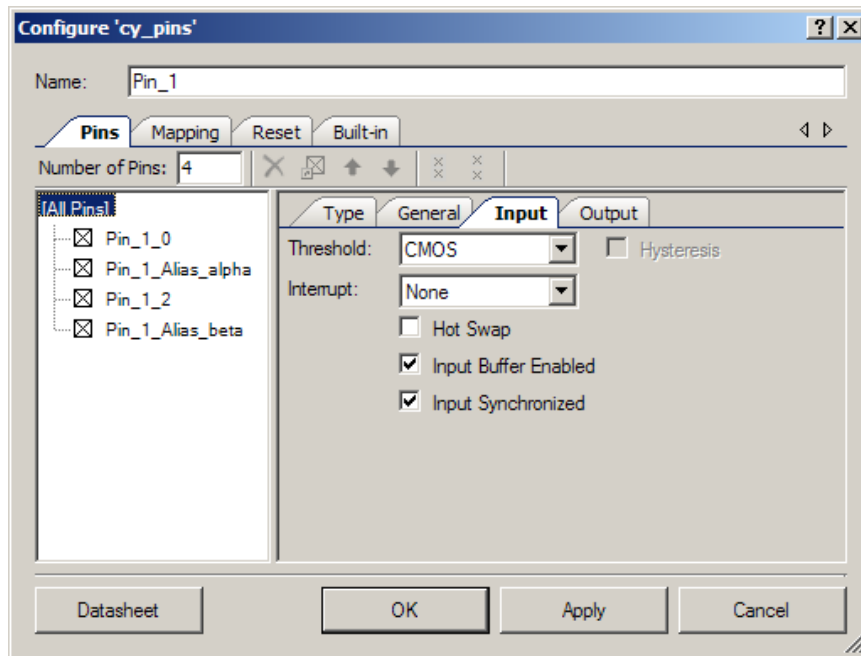 Configure 'cy_pins'
Name: Pin_1
Pins Mapping Reset Built-in
Number of Pins: 4
[All Pins]
Pin_1_0
Pin_1_Alias_alpha
Pin_1_2
Pin_1_Alias_beta
Type General Input Output
Threshold: CMOS Hysteresis
Interrupt: None
Hot Swap
Input Buffer Enabled
Input Synchronized
Datasheet OK Apply Cancel